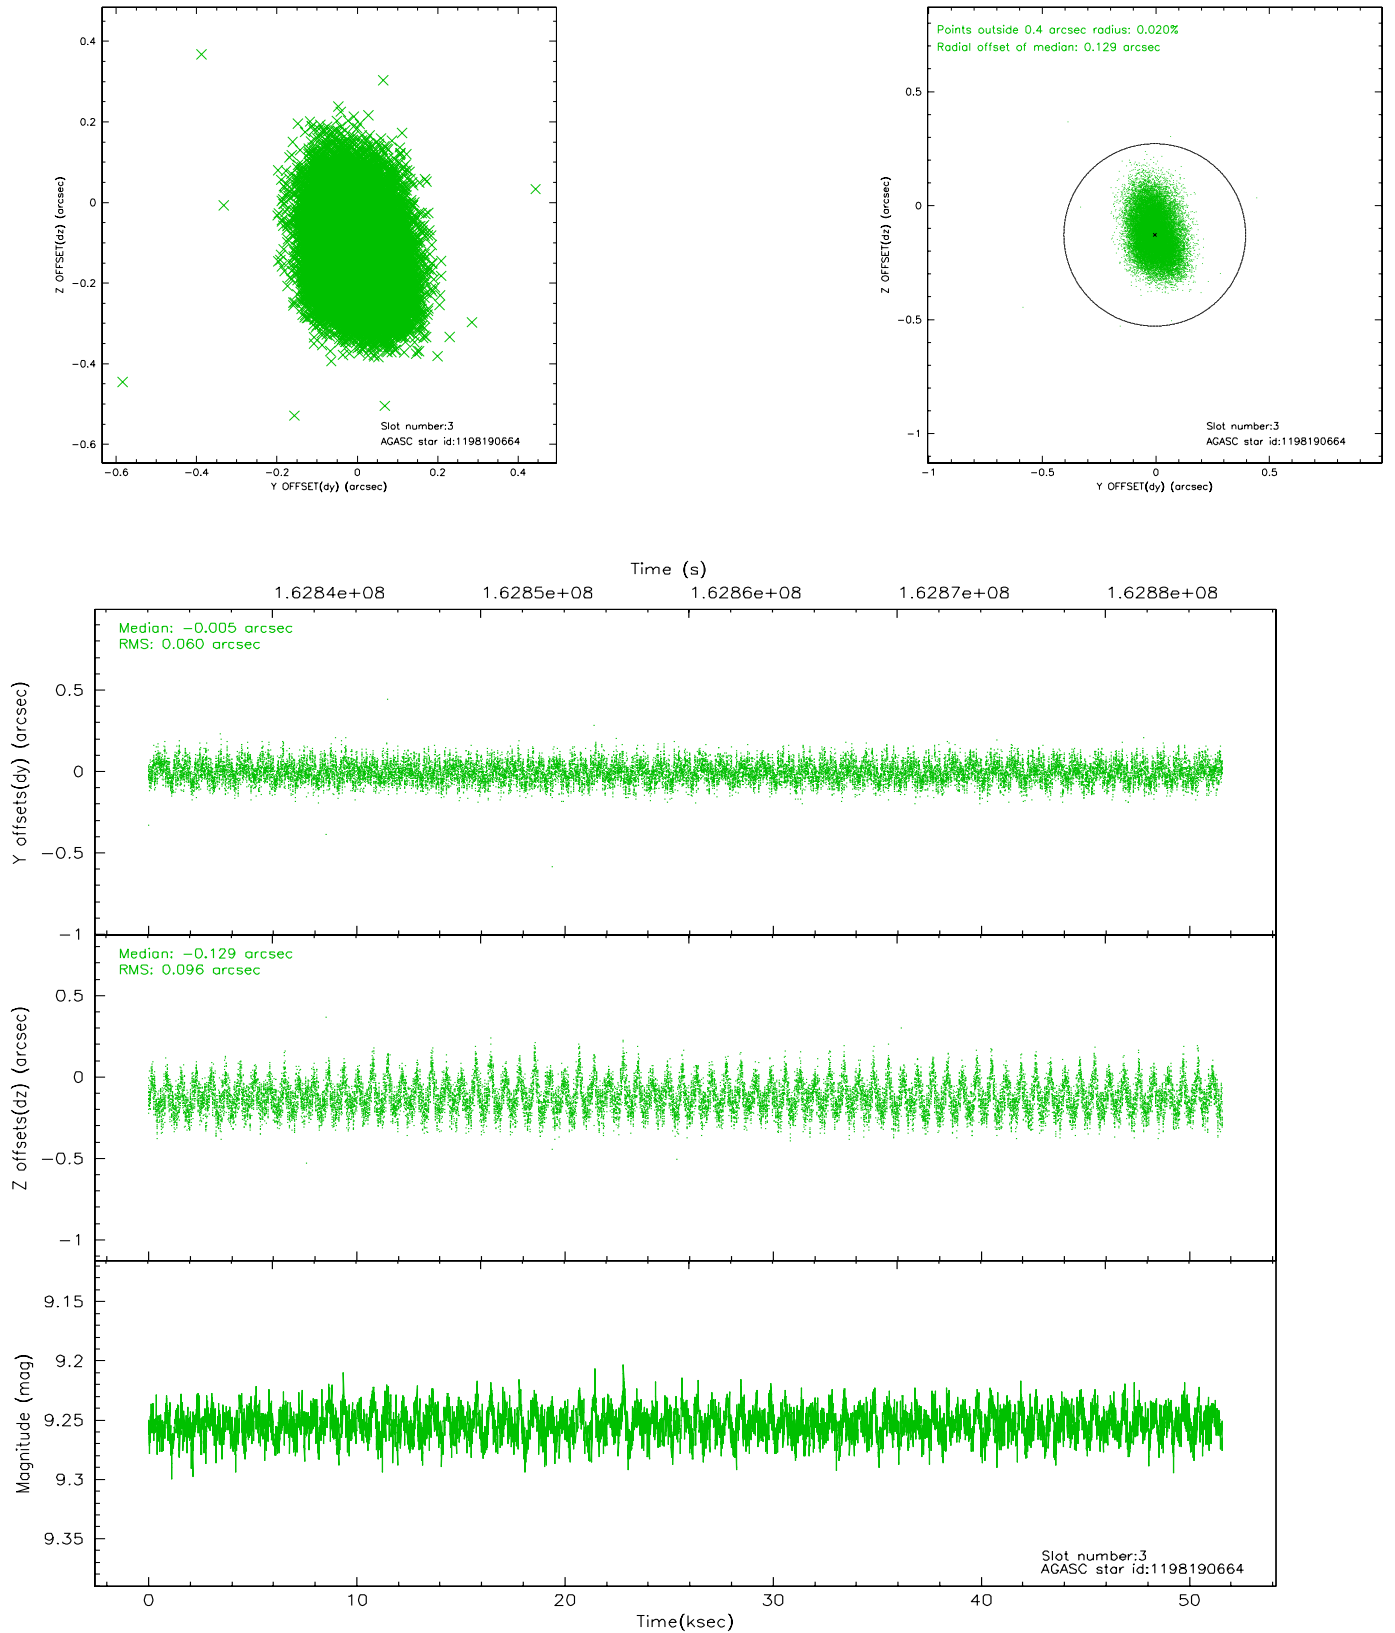 0.4
0.2
0
−0.2
−0.4
−0.6
Z OFFSET(dz) (arcsec)
−0.6 −0.4 −0.2 0 0.2 0.4
Y OFFSET(dy) (arcsec)
Slot number:3
AGASC star id:1198190664
Points outside 0.4 arcsec radius: 0.020%
Radial offset of median: 0.129 arcsec
0.5
0
−0.5
−1
Z OFFSET(dz) (arcsec)
−1 −0.5 0 0.5
Y OFFSET(dy) (arcsec)
Slot number:3
AGASC star id:1198190664
Time (s)
1.6284e+08 1.6285e+08 1.6286e+08 1.6287e+08 1.6288e+08
Median: −0.005 arcsec
RMS: 0.060 arcsec
0.5
0
−0.5
−1
Y offsets(dy) (arcsec)
Median: −0.129 arcsec
RMS: 0.096 arcsec
0.5
0
−0.5
−1
Z offsets(dz) (arcsec)
9.15
9.2
9.25
9.3
9.35
Magnitude (mag)
Slot number:3
AGASC star id:1198190664
0 10 20 30 40 50
Time(ksec)